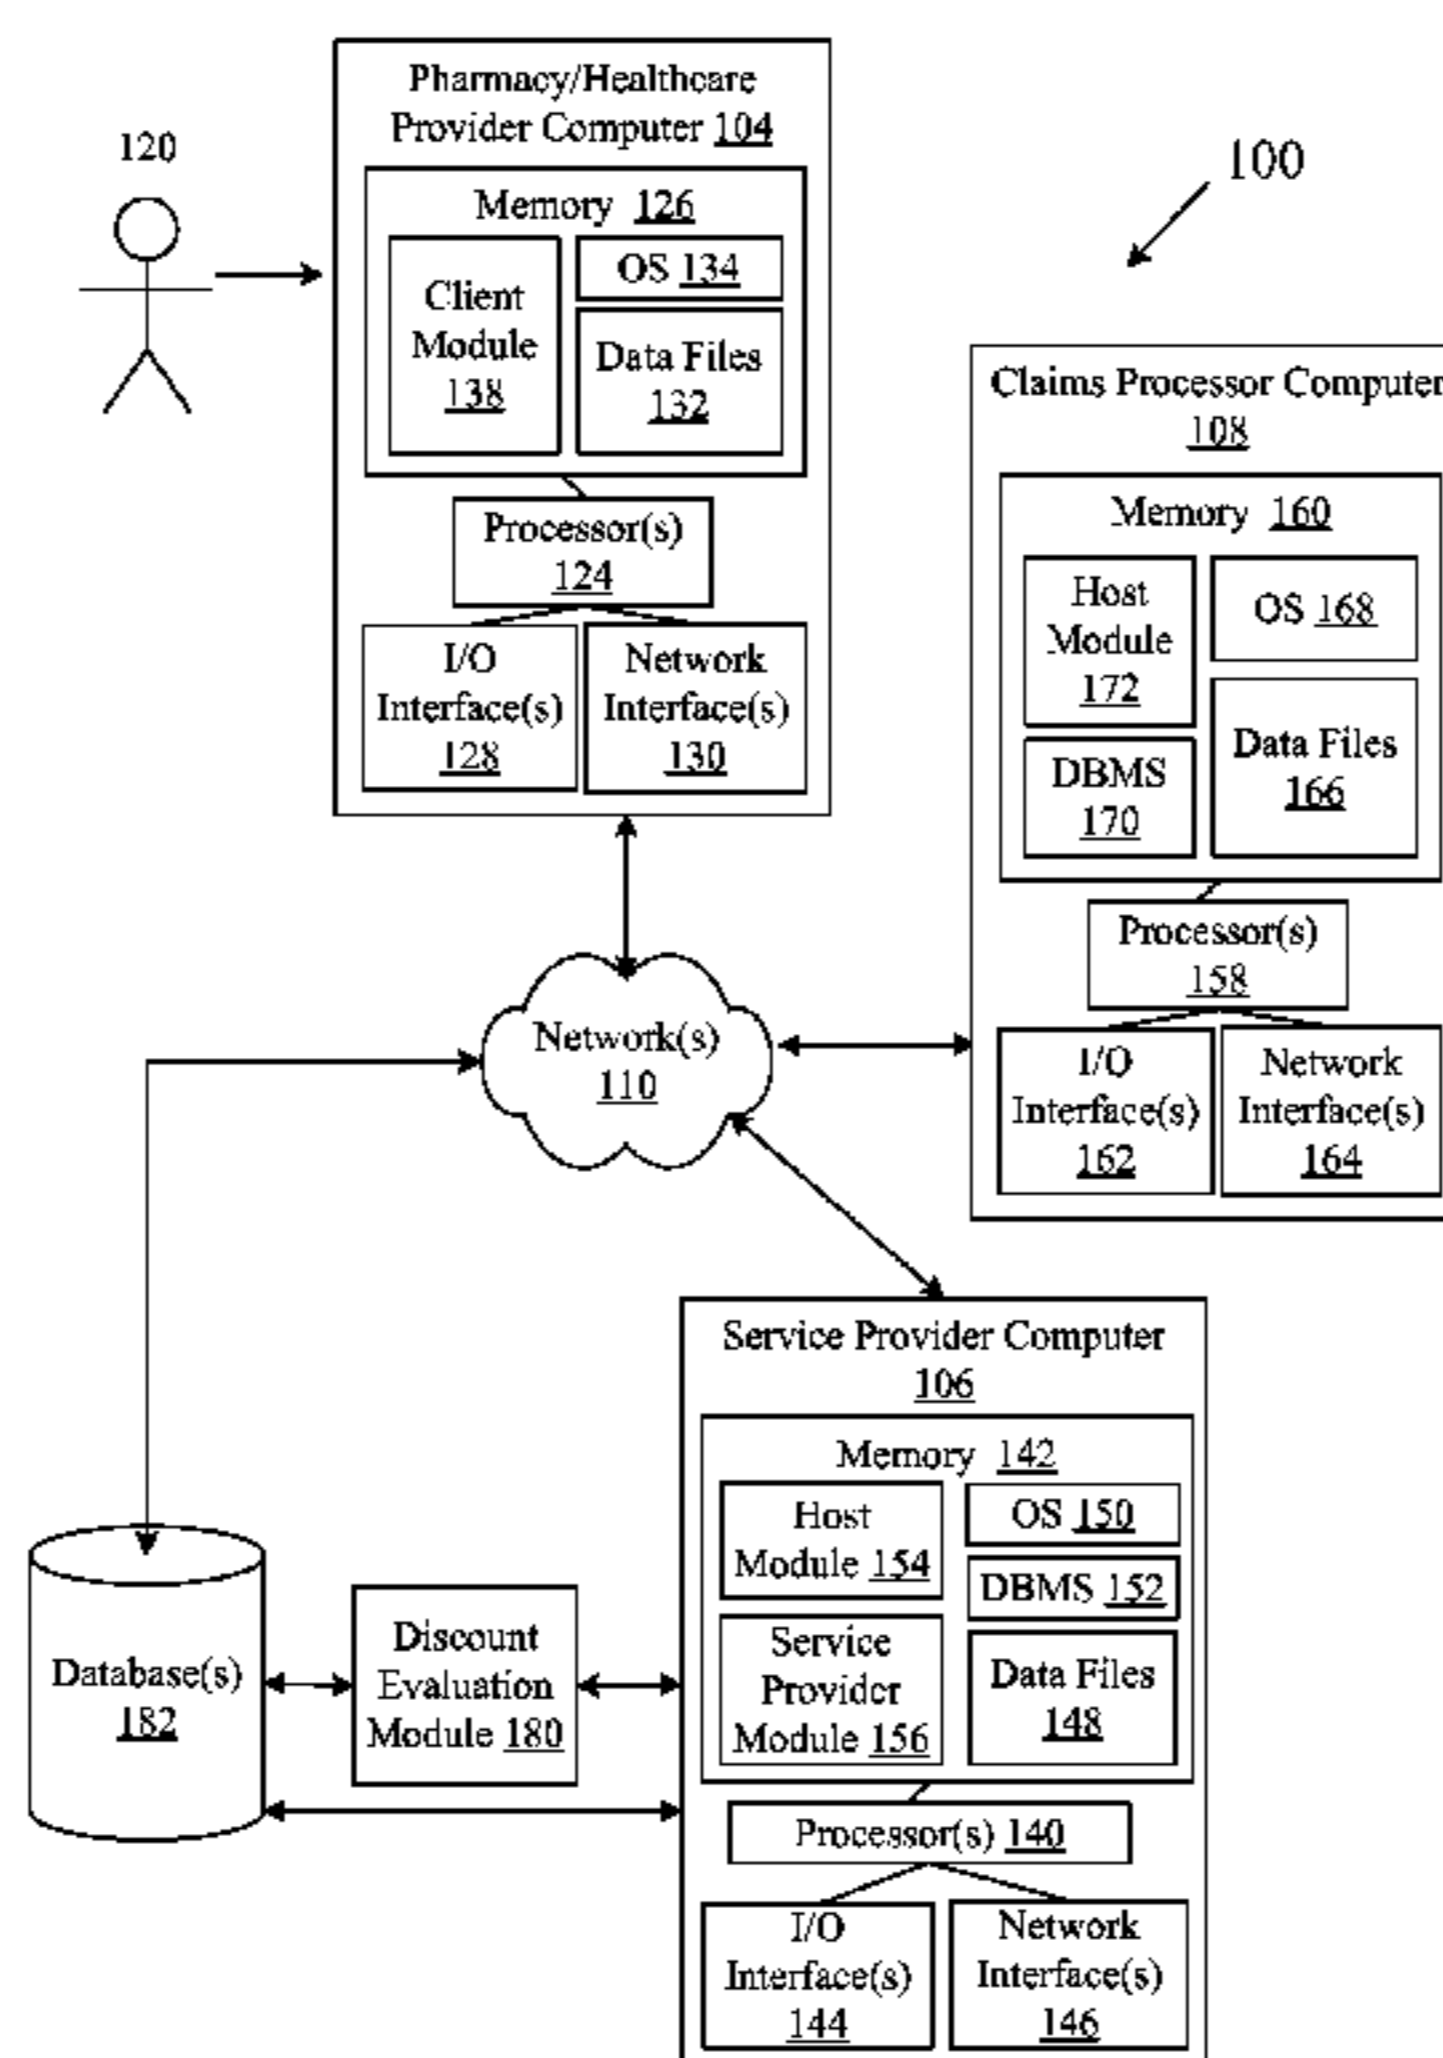 120
100
Pharmacy/Healthcare
Provider Computer 104
Memory 126
Client
Module
138
OS 134
Data Files
132
Processor(s)
124
I/O
Interface(s)
128
Network
Interface(s)
130
Claims Processor Computer
108
Memory 160
Host
Module
172
OS 168
DBMS
170
Data Files
166
Processor(s)
158
I/O
Interface(s)
162
Network
Interface(s)
164
Network(s)
110
Service Provider Computer
106
Memory 142
Host
Module 154
OS 150
DBMS 152
Service
Provider
Module 156
Data Files
148
Processor(s) 140
I/O
Interface(s)
144
Network
Interface(s)
146
Discount
Evaluation
Module 180
Database(s)
182